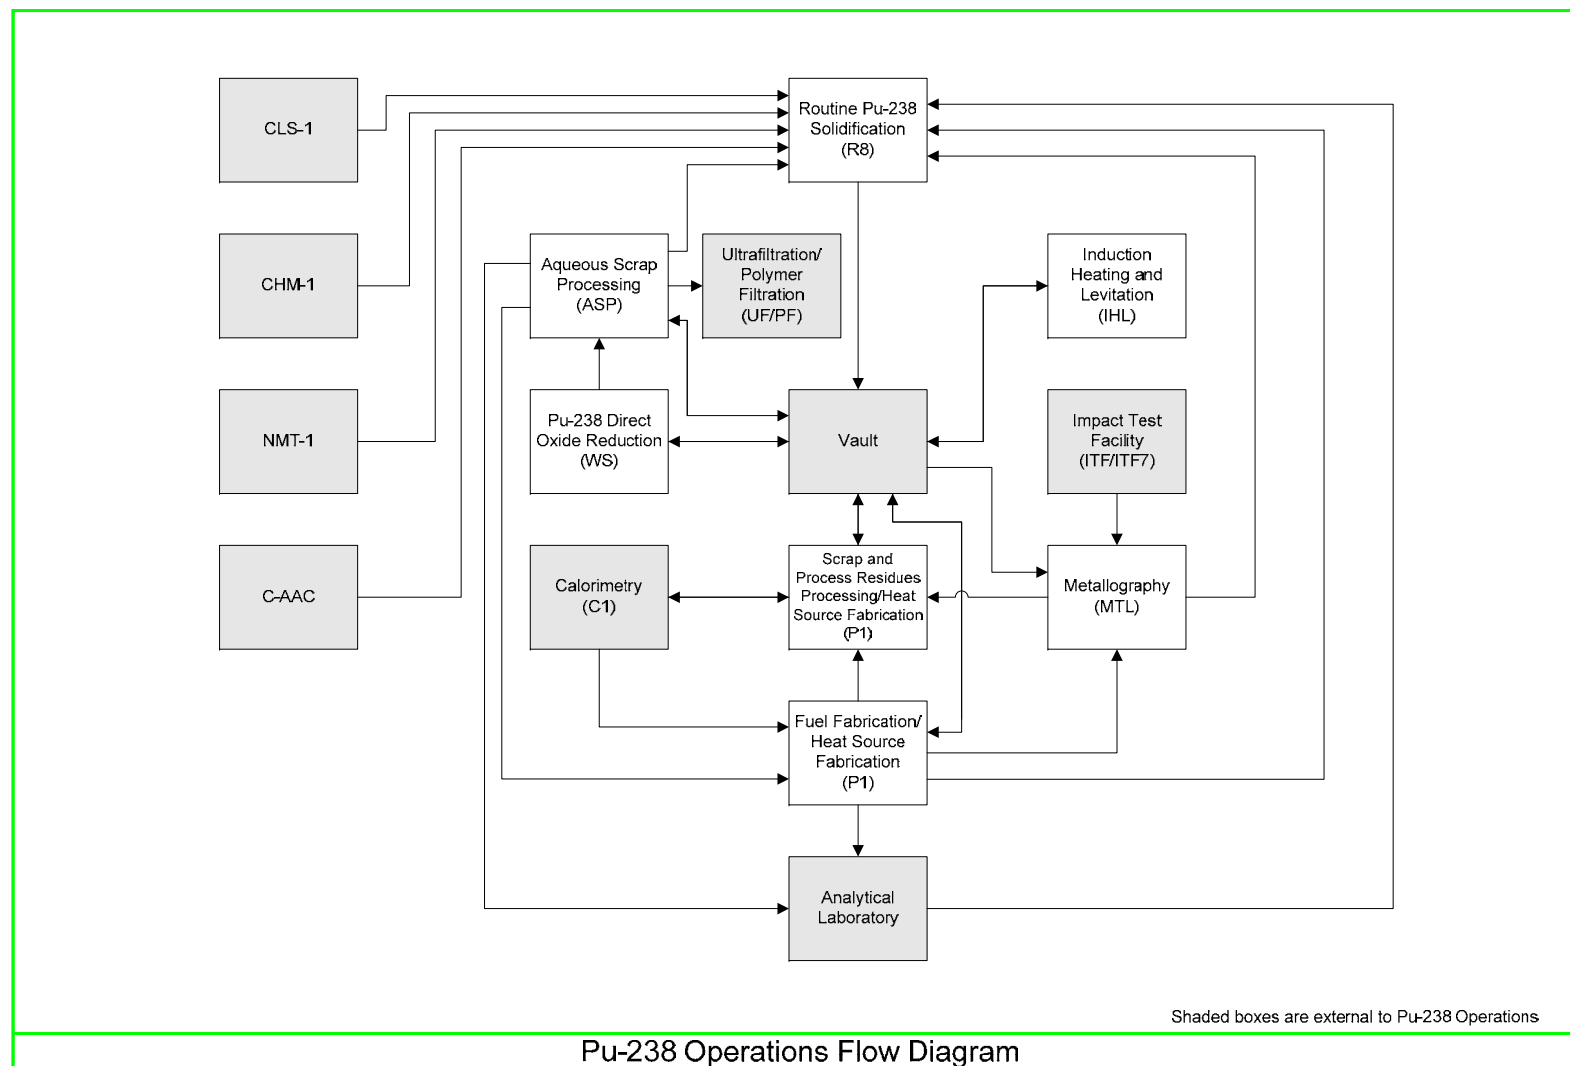 CLS-1
Routine Pu-238
Solidification
(R8)
CHM-1
Aqueous Scrap
Processing
(ASP)
Ultrafiltration/
Polymer
Filtration
(UF/PF)
Induction
Heating and
Levitation
(IHL)
NMT-1
Pu-238 Direct
Oxide Reduction
(WS)
Vault
Impact Test
Facility
(ITF/ITF7)
C-AAC
Calorimetry
(C1)
Scrap and
Process Residues
Processing/Heat
Source Fabrication
(P1)
Metallography
(MTL)
Fuel Fabrication/
Heat Source
Fabrication
(P1)
Analytical
Laboratory
Shaded boxes are external to Pu-238 Operations
Pu-238 Operations Flow Diagram